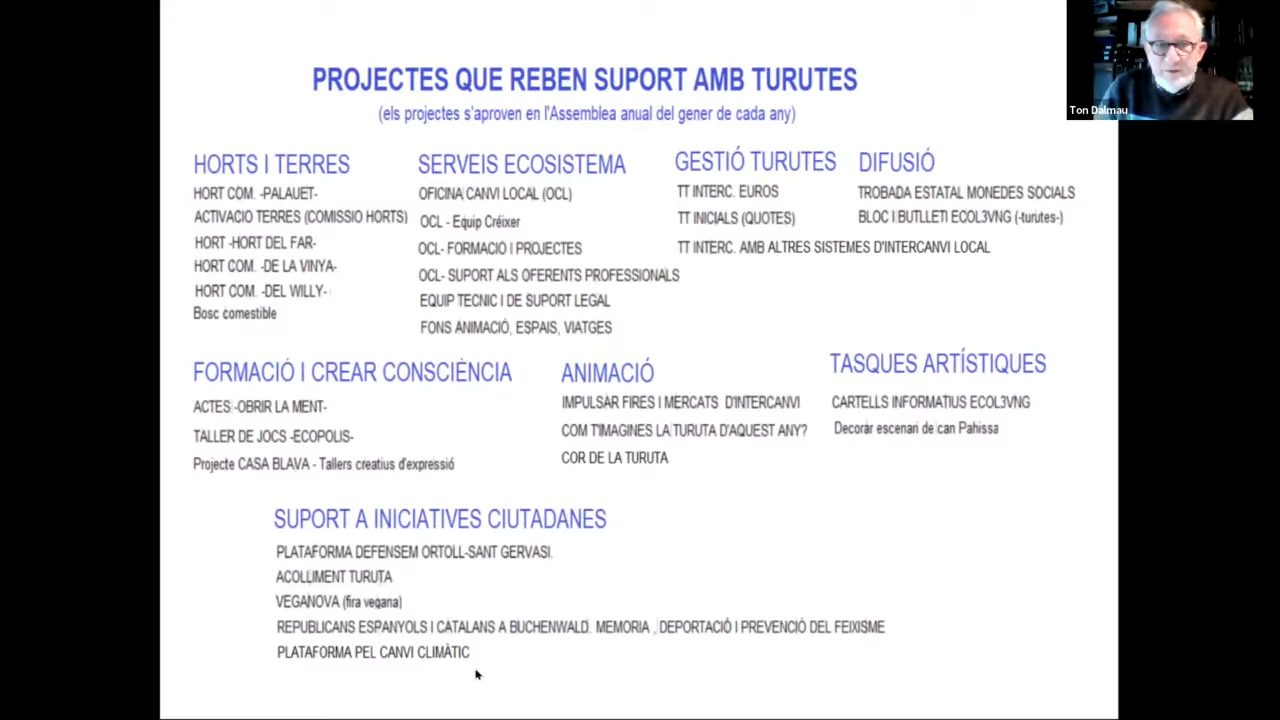 PROJECTES QUE REBEN SUPORT AMB TURUTES
(els projectes s'aproven en l'Assemblea anual del gener de cada any)
Ton Dalmau
HORTS I TERRES
HORT COM. -PALAUET-
ACTIVACIO TERRES (COMISSIO HORTS)
HORT -HORT DEL FAR-
HORT COM. -DE LA VINYA-
HORT COM. -DEL WILLY-
Bosc comestible
SERVEIS ECOSISTEMA
OFICINA CANVI LOCAL (OCL)
OCL - Equip Créixer
OCL- FORMACIO I PROJECTES
OCL- SUPORT ALS OFERENTS PROFESSIONALS
EQUIP TECNIC I DE SUPORT LEGAL
FONS ANIMACIÓ, ESPAIS, VIATGES
GESTIÓ TURUTES
TT INTERC. EUROS
TT INICIALS (QUOTES)
TT INTERC. AMB ALTRES SISTEMES D'INTERCANVI LOCAL
DIFUSIÓ
TROBADA ESTATAL MONEDES SOCIALS
BLOC I BUTLLETI ECOL3VNG (-turutes-)
FORMACIÓ I CREAR CONSCIÈNCIA
ACTES -OBRIR LA MENT-
TALLER DE JOCS -ECOPOLIS-
Projecte CASA BLAVA - Tallers creatius d'expressió
ANIMACIÓ
IMPULSAR FIRES I MERCATS D'INTERCANVI
COM T'IMAGINES LA TURUTA D'AQUEST ANY?
COR DE LA TURUTA
TASQUES ARTÍSTIQUES
CARTELLS INFORMATIUS ECOL3VNG
Decorar escenari de can Pahissa
SUPORT A INICIATIVES CIUTADANES
PLATAFORMA DEFENSEM ORTOLL-SANT GERVASI.
ACOLLIMENT TURUTA
VEGANOVA (fira vegana)
REPUBLICANS ESPANYOLS I CATALANS A BUCHENWALD. MEMORIA , DEPORTACIÓ I PREVENCIÓ DEL FEIXISME
PLATAFORMA PEL CANVI CLIMÀTIC